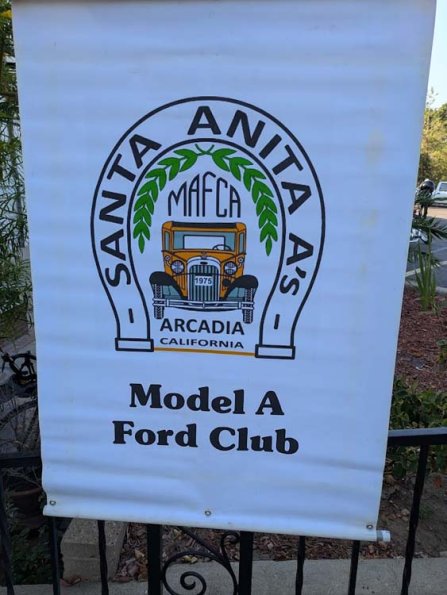 SANTA ANITA A's
MAFCA
1975
ARCADIA
CALIFORNIA
Model A
Ford Club